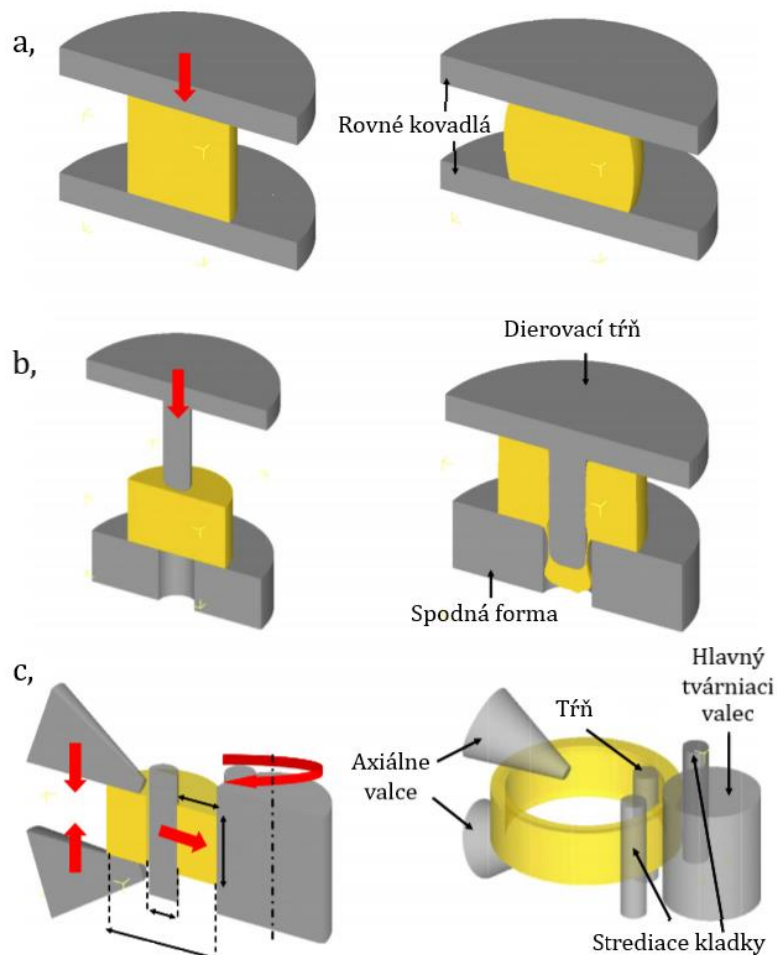 a,
Rovné kovadlá
b,
Dierovací tŕň
Spodná forma
c,
Hlavný
tvárniaci
valec
Tŕň
Axiálne
valce
Strediace kladky